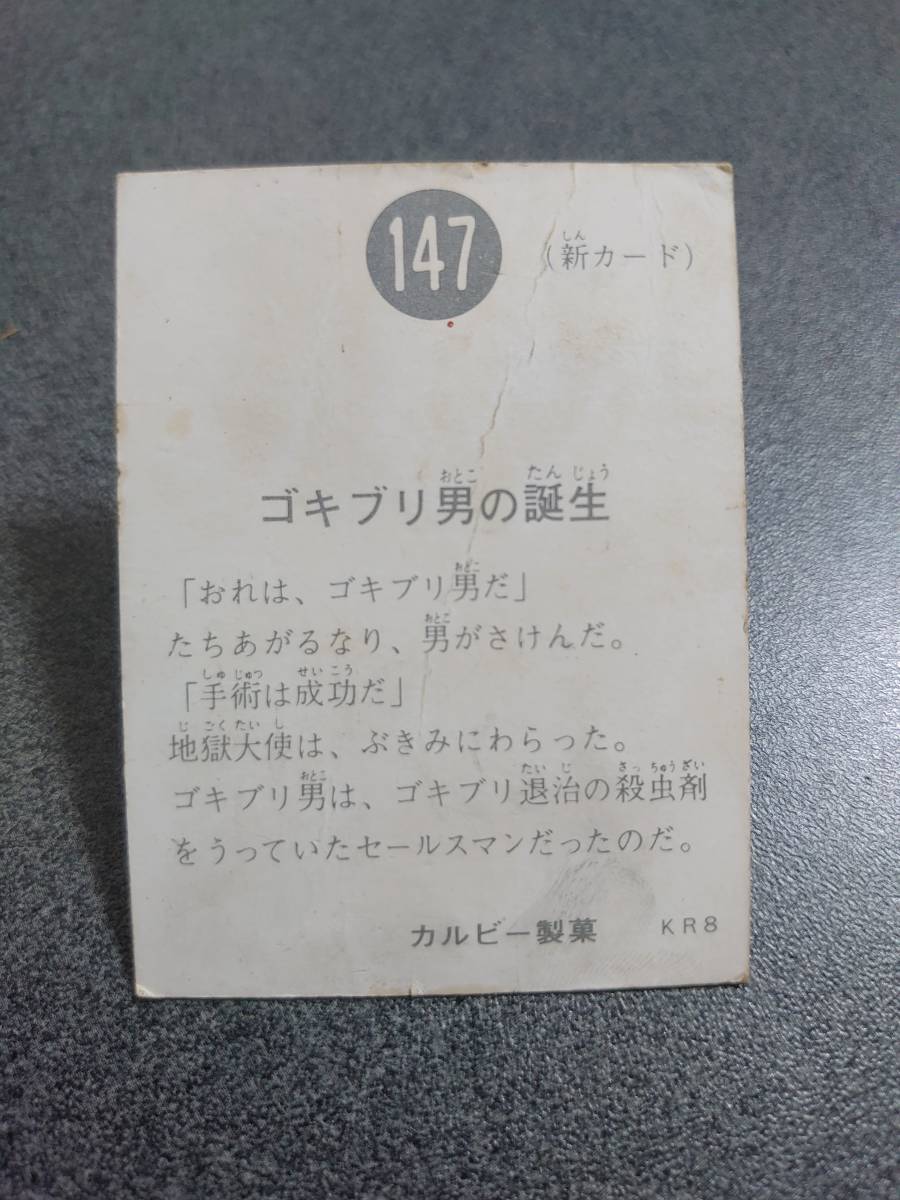 147
(新カード)
ゴキブリ男の誕生
「おれは、ゴキブリ男だ」
たちあがるなり、男がさけんだ。
「手術は成功だ」
地獄大使は、ぶきみにわらった。
ゴキブリ男は、ゴキブリ退治の殺虫剤
をうっていたセールスマンだったのだ。
カルビー製菓 KR8